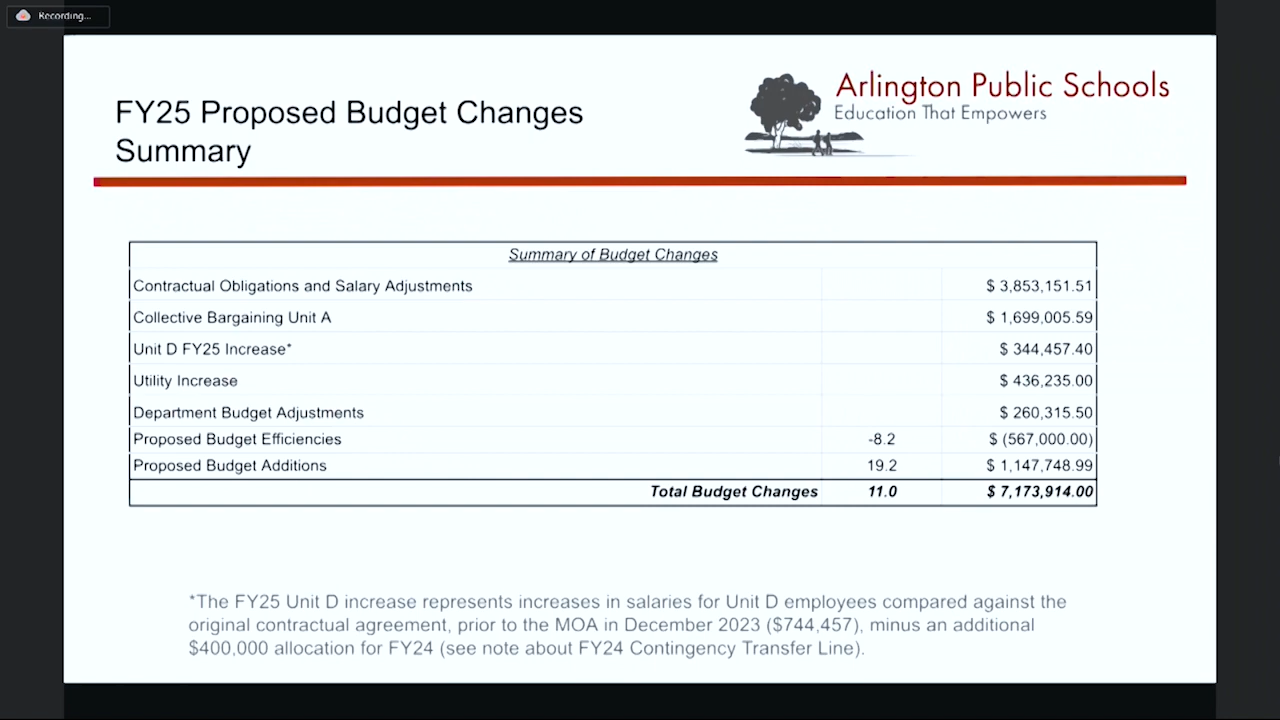 Recording...
FY25 Proposed Budget Changes
Summary
Arlington Public Schools
Education That Empowers
Summary of Budget Changes
Contractual Obligations and Salary Adjustments $ 3,853,151.51
Collective Bargaining Unit A $ 1,699,005.59
Unit D FY25 Increase* $ 344,457.40
Utility Increase $ 436,235.00
Department Budget Adjustments $ 260,315.50
Proposed Budget Efficiencies -8.2 $ (567,000.00)
Proposed Budget Additions 19.2 $ 1,147,748.99
Total Budget Changes 11.0 $ 7,173,914.00
*The FY25 Unit D increase represents increases in salaries for Unit D employees compared against the
original contractual agreement, prior to the MOA in December 2023 ($744,457), minus an additional
$400,000 allocation for FY24 (see note about FY24 Contingency Transfer Line).